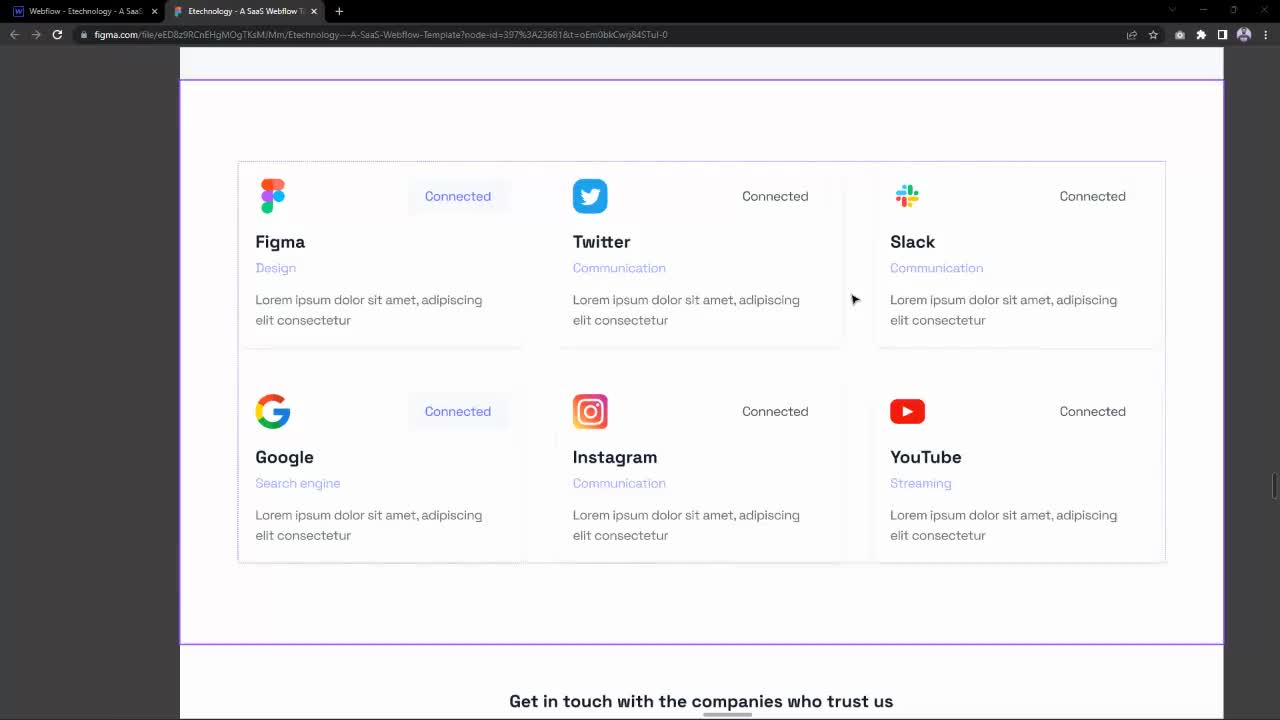 Webflow - Etechnology - A SaaS
Etechnology - A SaaS Webflow T
figma.com/file/eED8z9RCnEHgMOgTKsM/Mm/Etechnology---A-SaaS-Webflow-Template?node-id=397%3A23681&t=oEm0bkCwrj84STuI-0
Connected
Connected
Connected
Figma
Twitter
Slack
Design
Communication
Communication
Lorem ipsum dolor sit amet, adipiscing
elit consectetur
Lorem ipsum dolor sit amet, adipiscing
elit consectetur
Lorem ipsum dolor sit amet, adipiscing
elit consectetur
Connected
Connected
Connected
Google
Instagram
YouTube
Search engine
Communication
Streaming
Lorem ipsum dolor sit amet, adipiscing
elit consectetur
Lorem ipsum dolor sit amet, adipiscing
elit consectetur
Lorem ipsum dolor sit amet, adipiscing
elit consectetur
Get in touch with the companies who trust us